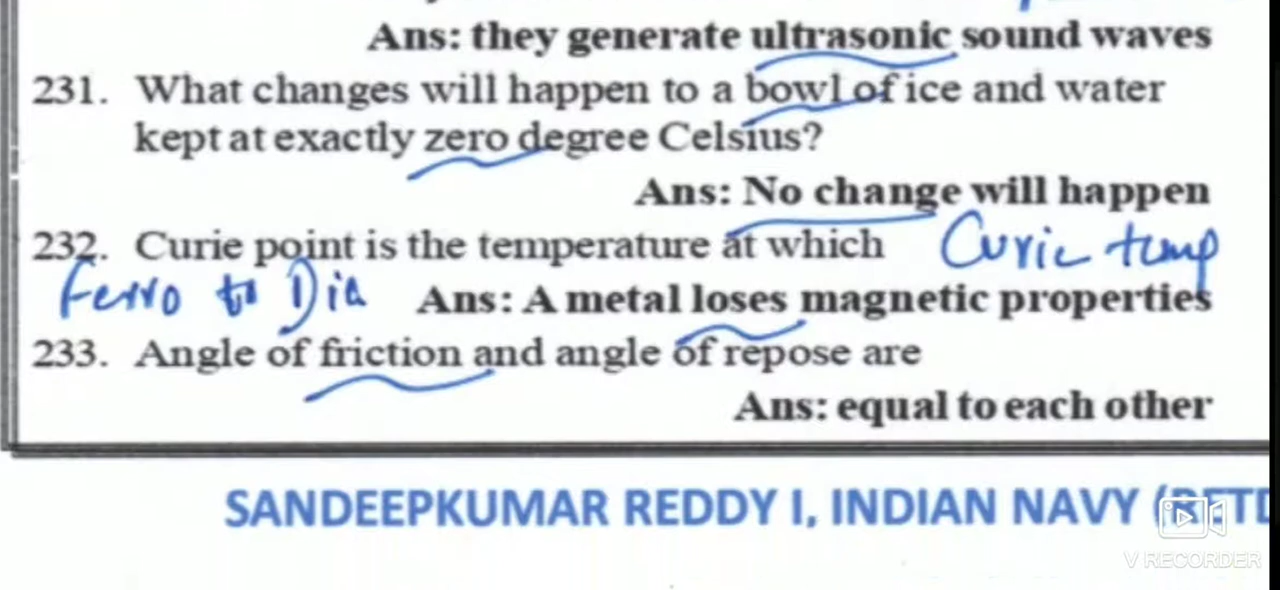 Ans: they generate ultrasonic sound waves
231. What changes will happen to a bowl of ice and water
kept at exactly zero degree Celsius?
Ans: No change will happen
232. Curie point is the temperature at which Curie temp
Ferro to Dia Ans: A metal loses magnetic properties
233. Angle of friction and angle of repose are
Ans: equal to each other
SANDEEPKUMAR REDDY I, INDIAN NAVY
V RECORDER